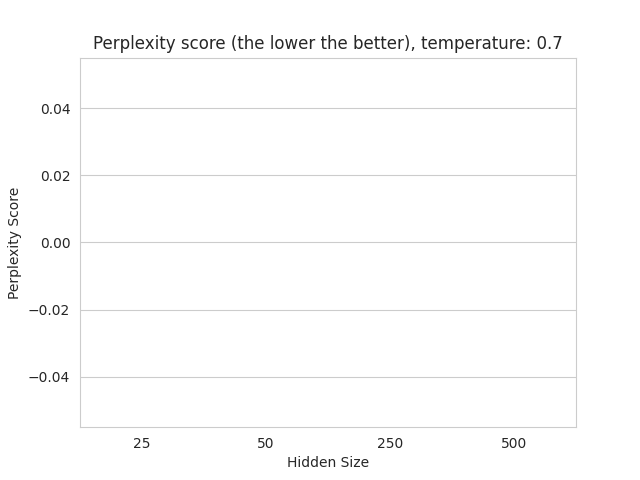 Perplexity score (the lower the better), temperature: 0.7
0.04
0.02
0.00
−0.02
−0.04
Perplexity Score
25 50 250 500
Hidden Size